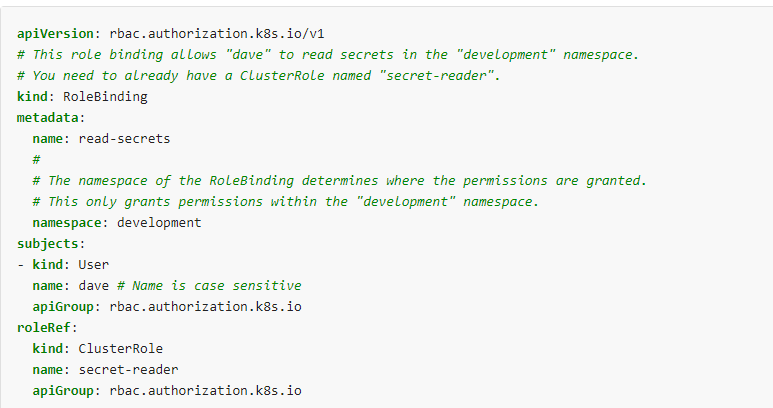 apiVersion: rbac.authorization.k8s.io/v1
# This role binding allows "dave" to read secrets in the "development" namespace.
# You need to already have a ClusterRole named "secret-reader".
kind: RoleBinding
metadata:
  name: read-secrets
  #
  # The namespace of the RoleBinding determines where the permissions are granted.
  # This only grants permissions within the "development" namespace.
  namespace: development
subjects:
- kind: User
  name: dave # Name is case sensitive
  apiGroup: rbac.authorization.k8s.io
roleRef:
  kind: ClusterRole
  name: secret-reader
  apiGroup: rbac.authorization.k8s.io